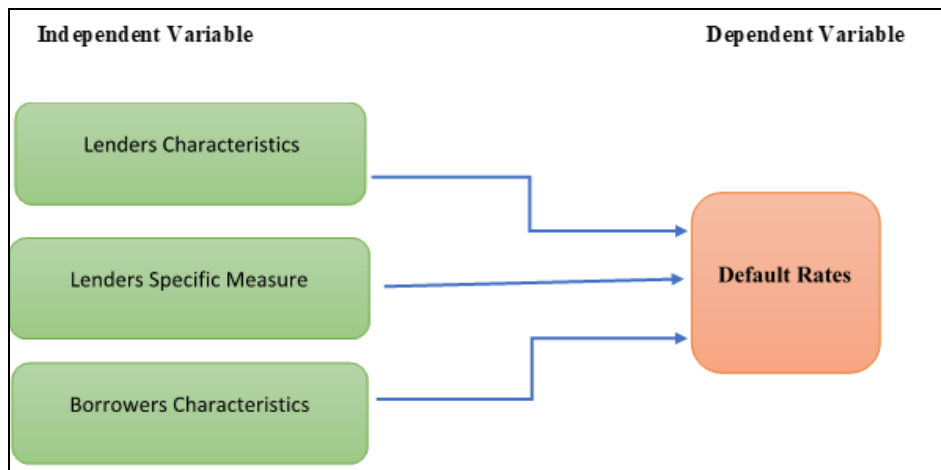 Independent Variable
Dependent Variable
Lenders Characteristics
Lenders Specific Measure
Default Rates
Borrowers Characteristics